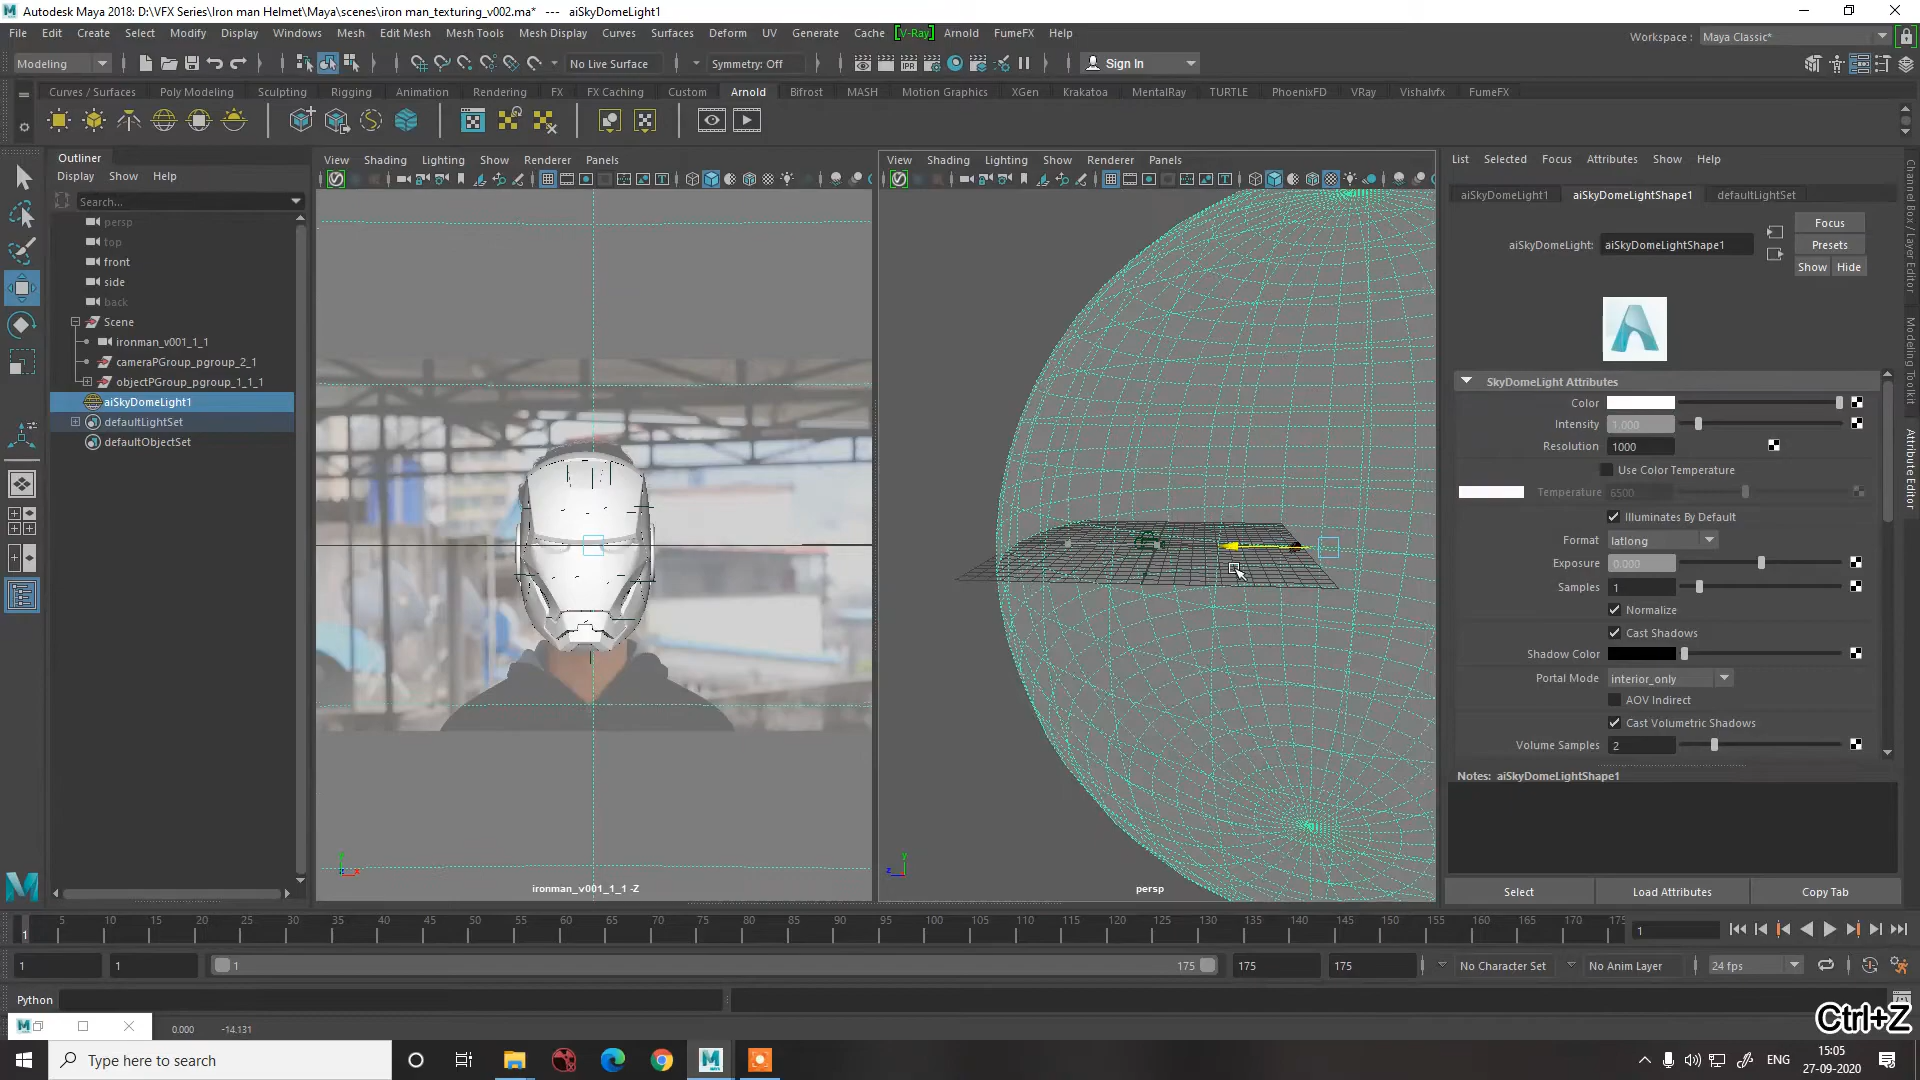 Autodesk Maya 2018: D:\VFX Series\Iron man Helmet\Maya\scenes\iron man_texturing_v002.ma*   ---   aiSkyDomeLight1
File Edit Create Select Modify Display Windows Mesh Edit Mesh Mesh Tools Mesh Display Curves Surfaces Deform UV Generate Cache [V-Ray] Arnold FumeFX Help
Workspace : Maya Classic*
Modeling No Live Surface Symmetry: Off Sign In
Curves / Surfaces Poly Modeling Sculpting Rigging Animation Rendering FX FX Caching Custom Arnold Bifrost MASH Motion Graphics XGen Krakatoa MentalRay TURTLE PhoenixFD VRay Vishalvfx FumeFX
Outliner
Display Show Help
Search...
persp
top
front
side
back
Scene
ironman_v001_1_1
cameraPGroup_pgroup_2_1
objectPGroup_pgroup_1_1_1
aiSkyDomeLight1
defaultLightSet
defaultObjectSet
View Shading Lighting Show Renderer Panels
ironman_v001_1_1 -Z
View Shading Lighting Show Renderer Panels
persp
List Selected Focus Attributes Show Help
aiSkyDomeLight1 aiSkyDomeLightShape1 defaultLightSet
aiSkyDomeLight: aiSkyDomeLightShape1
Focus
Presets
Show Hide
SkyDomeLight Attributes
Color
Intensity 1.000
Resolution 1000
Use Color Temperature
Temperature 6500
Illuminates By Default
Format latlong
Exposure 0.000
Samples 1
Normalize
Cast Shadows
Shadow Color
Portal Mode interior_only
AOV Indirect
Cast Volumetric Shadows
Volume Samples 2
Notes: aiSkyDomeLightShape1
Select Load Attributes Copy Tab
Channel Box / Layer Editor
Modeling Toolkit
Attribute Editor
1 5 10 15 20 25 30 35 40 45 50 55 60 65 70 75 80 85 90 95 100 105 110 115 120 125 130 135 140 145 150 155 160 165 170 175
1
1 1 1 175 175 175 No Character Set No Anim Layer 24 fps
Python
0.000 -14.131
Ctrl+Z
Type here to search
ENG
15:05
27-09-2020